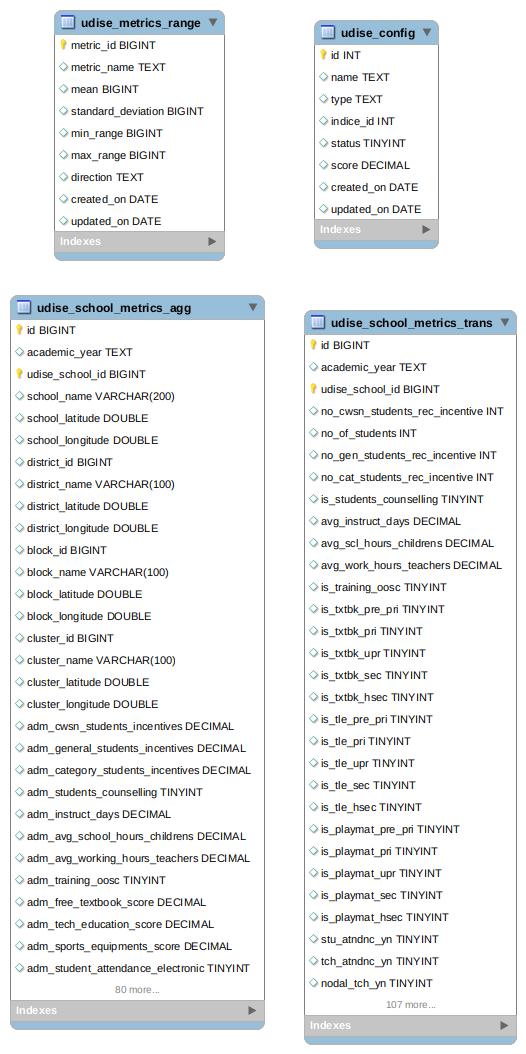 udise_metrics_range
metric_id BIGINT
metric_name TEXT
mean BIGINT
standard_deviation BIGINT
min_range BIGINT
max_range BIGINT
direction TEXT
created_on DATE
updated_on DATE
Indexes
udise_config
id INT
name TEXT
type TEXT
indice_id INT
status TINYINT
score DECIMAL
created_on DATE
updated_on DATE
Indexes
udise_school_metrics_agg
id BIGINT
academic_year TEXT
udise_school_id BIGINT
school_name VARCHAR(200)
school_latitude DOUBLE
school_longitude DOUBLE
district_id BIGINT
district_name VARCHAR(100)
district_latitude DOUBLE
district_longitude DOUBLE
block_id BIGINT
block_name VARCHAR(100)
block_latitude DOUBLE
block_longitude DOUBLE
cluster_id BIGINT
cluster_name VARCHAR(100)
cluster_latitude DOUBLE
cluster_longitude DOUBLE
adm_cwsn_students_incentives DECIMAL
adm_general_students_incentives DECIMAL
adm_category_students_incentives DECIMAL
adm_students_counselling TINYINT
adm_instruct_days DECIMAL
adm_avg_school_hours_childrens DECIMAL
adm_avg_working_hours_teachers DECIMAL
adm_training_oosc TINYINT
adm_free_textbook_score DECIMAL
adm_tech_education_score DECIMAL
adm_sports_equipments_score DECIMAL
adm_student_attendance_electronic TINYINT
80 more...
Indexes
udise_school_metrics_trans
id BIGINT
academic_year TEXT
udise_school_id BIGINT
no_cwsn_students_rec_incentive INT
no_of_students INT
no_gen_students_rec_incentive INT
no_cat_students_rec_incentive INT
is_students_counselling TINYINT
avg_instruct_days DECIMAL
avg_scl_hours_childrens DECIMAL
avg_work_hours_teachers DECIMAL
is_training_oosc TINYINT
is_txtbk_pre_pri TINYINT
is_txtbk_pri TINYINT
is_txtbk_upr TINYINT
is_txtbk_sec TINYINT
is_txtbk_hsec TINYINT
is_tle_pre_pri TINYINT
is_tle_pri TINYINT
is_tle_upr TINYINT
is_tle_sec TINYINT
is_tle_hsec TINYINT
is_playmat_pre_pri TINYINT
is_playmat_pri TINYINT
is_playmat_upr TINYINT
is_playmat_sec TINYINT
is_playmat_hsec TINYINT
stu_atndnc_yn TINYINT
tch_atndnc_yn TINYINT
nodal_tch_yn TINYINT
107 more...
Indexes